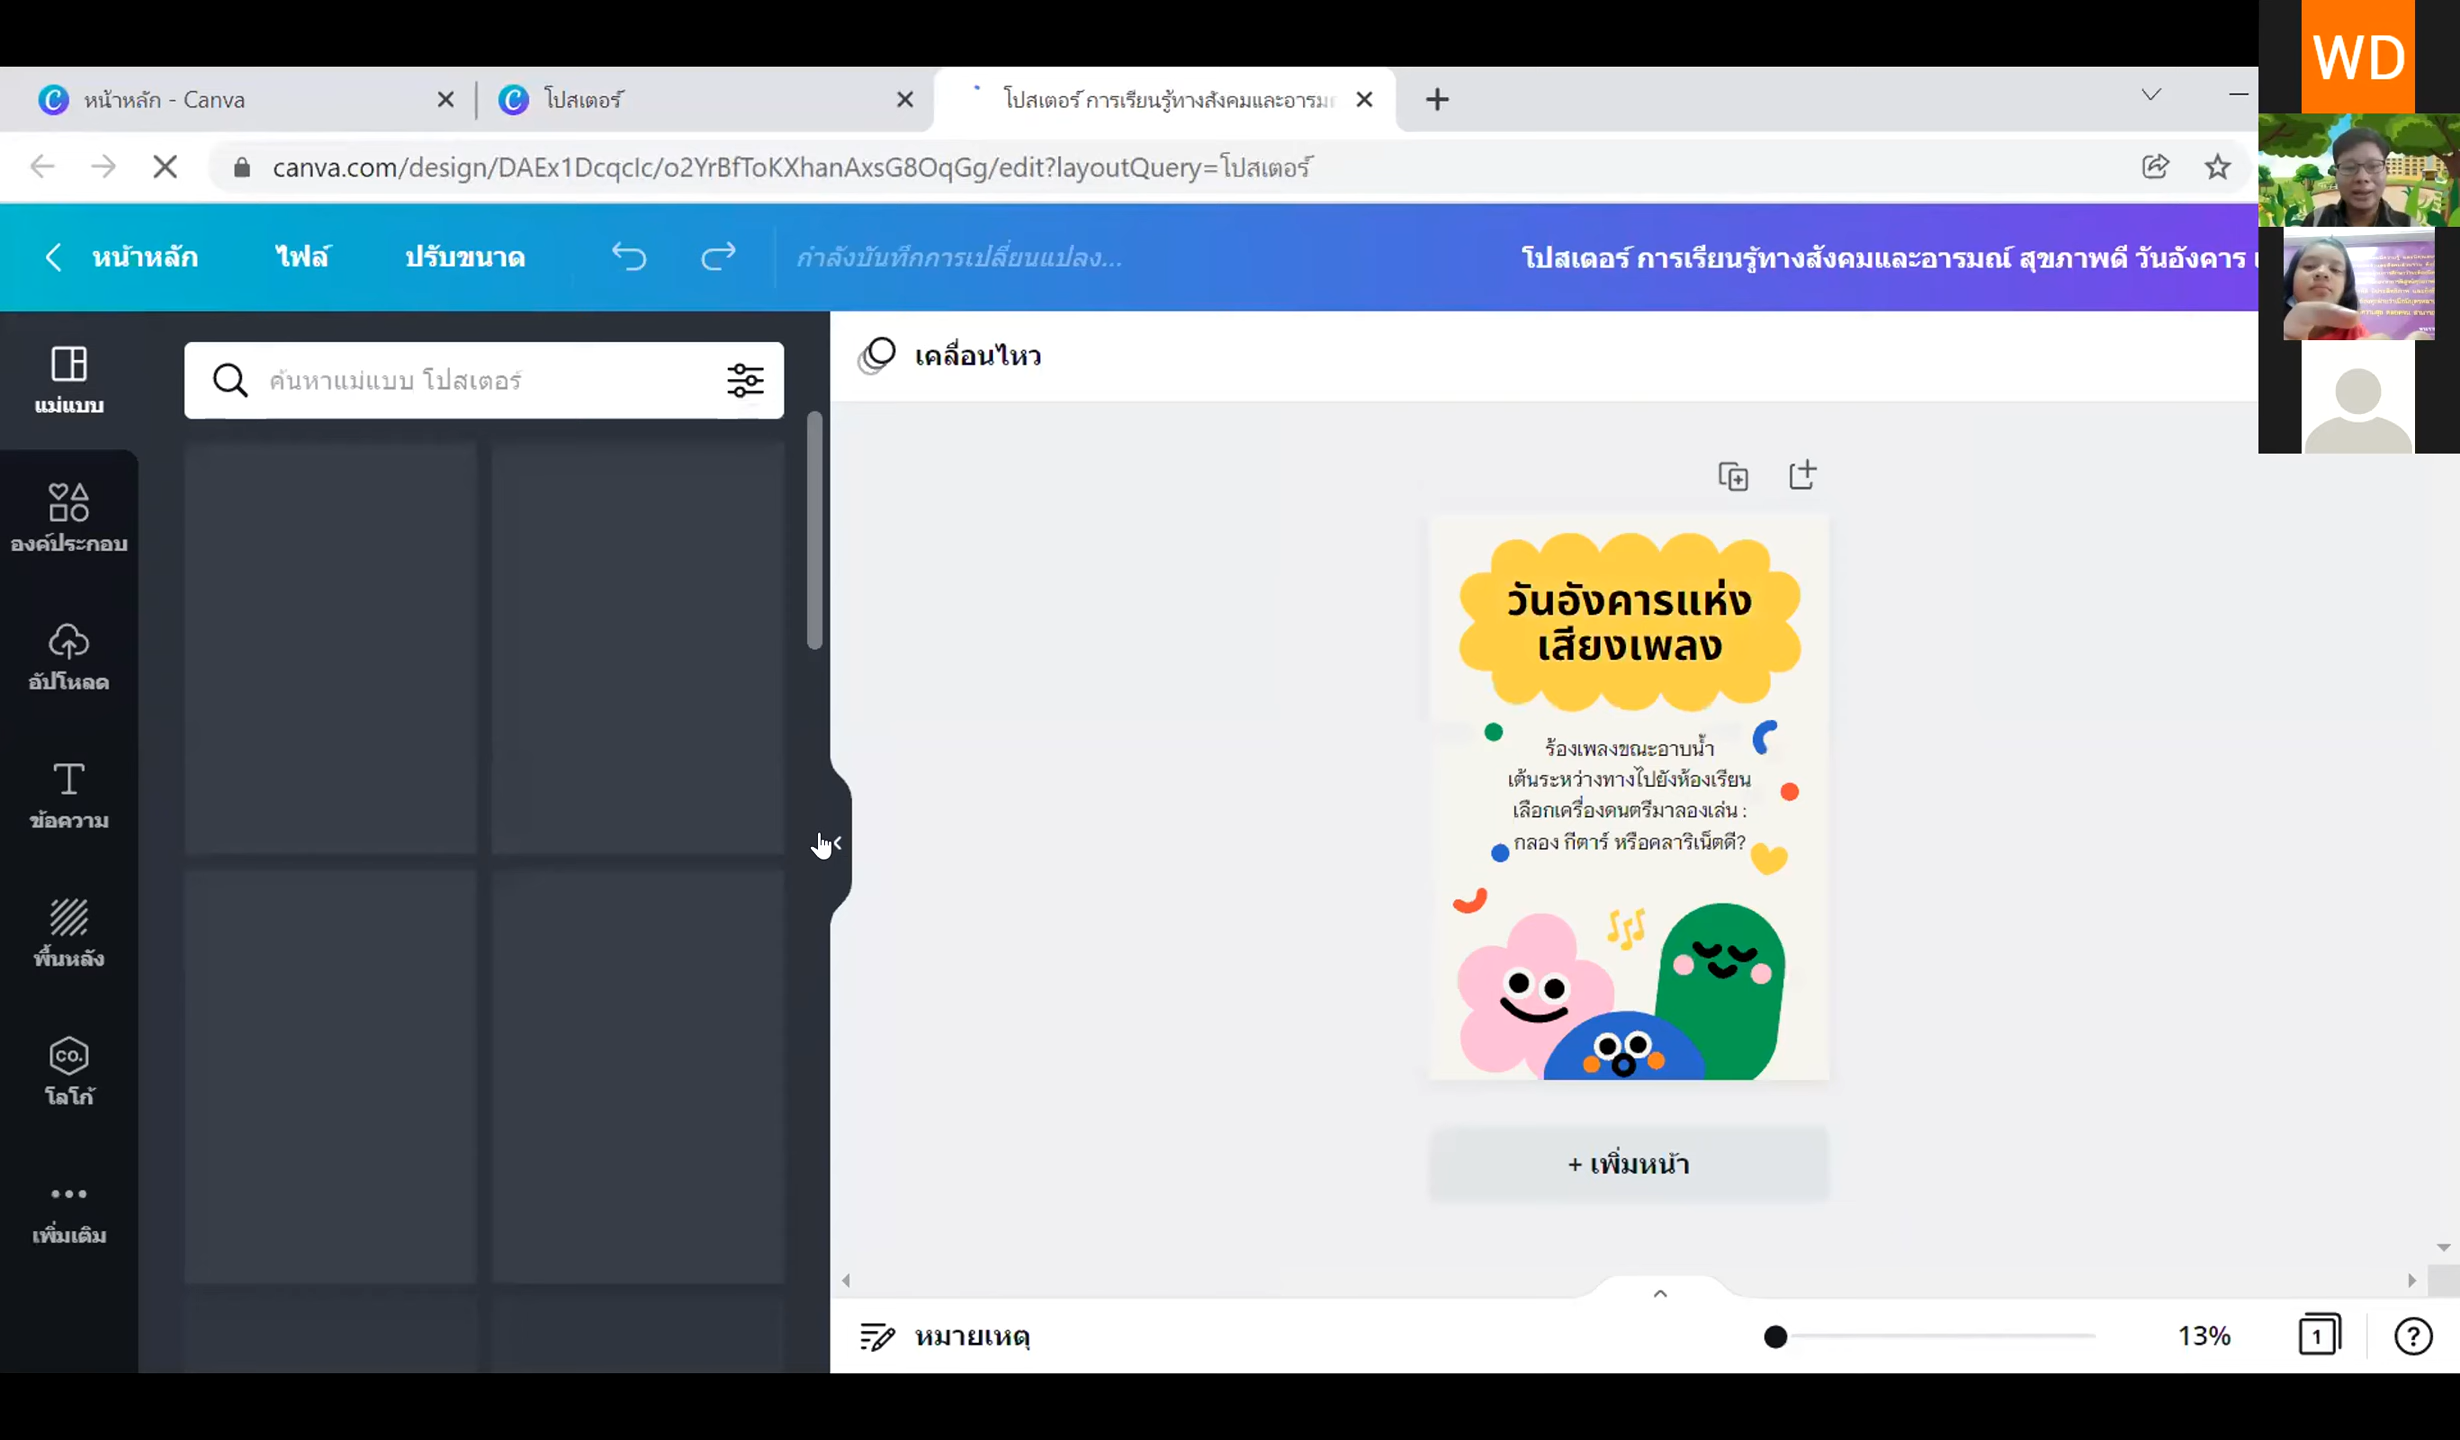 หน้าหลัก - Canva
โปสเตอร์
โปสเตอร์ การเรียนรู้ทางสังคมและอารมณ
WD
canva.com/design/DAEx1DcqcIc/o2YrBfToKXhanAxsG8OqGg/edit?layoutQuery=โปสเตอร์
หน้าหลัก
ไฟล์
ปรับขนาด
กำลังบันทึกการเปลี่ยนแปลง...
โปสเตอร์ การเรียนรู้ทางสังคมและอารมณ์ สุขภาพดี วันอังคาร
แม่แบบ
ค้นหาแม่แบบ โปสเตอร์
เคลื่อนไหว
องค์ประกอบ
อัปโหลด
ข้อความ
พื้นหลัง
CO.
โลโก้
เพิ่มเติม
วันอังคารแห่ง
เสียงเพลง
ร้องเพลงขณะอาบน้ำ
เต้นระหว่างทางไปยังห้องเรียน
เลือกเครื่องดนตรีมาลองเล่น :
กลอง กีตาร์ หรือคลาริเน็ตดี?
+ เพิ่มหน้า
หมายเหตุ
13%
1
?